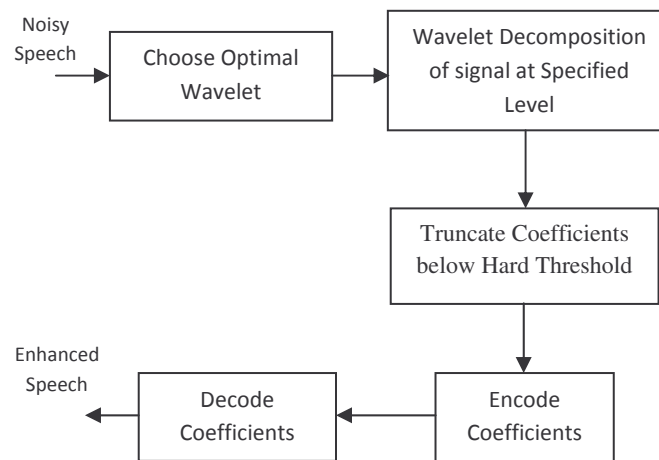 Noisy
Speech
Choose Optimal
Wavelet
Wavelet Decomposition
of signal at Specified
Level
Truncate Coefficients
below Hard Threshold
Enhanced
Speech
Decode
Coefficients
Encode
Coefficients